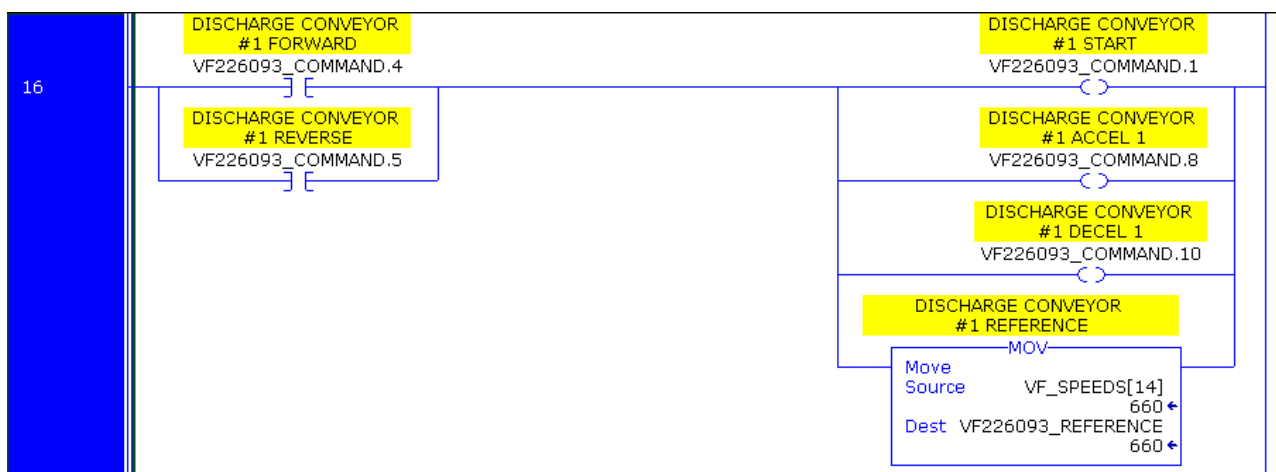 16
DISCHARGE CONVEYOR
#1 FORWARD
VF226093_COMMAND.4
DISCHARGE CONVEYOR
#1 REVERSE
VF226093_COMMAND.5
DISCHARGE CONVEYOR
#1 START
VF226093_COMMAND.1
DISCHARGE CONVEYOR
#1 ACCEL 1
VF226093_COMMAND.8
DISCHARGE CONVEYOR
#1 DECEL 1
VF226093_COMMAND.10
DISCHARGE CONVEYOR
#1 REFERENCE
MOV
Move
Source VF_SPEEDS[14]
660
Dest VF226093_REFERENCE
660